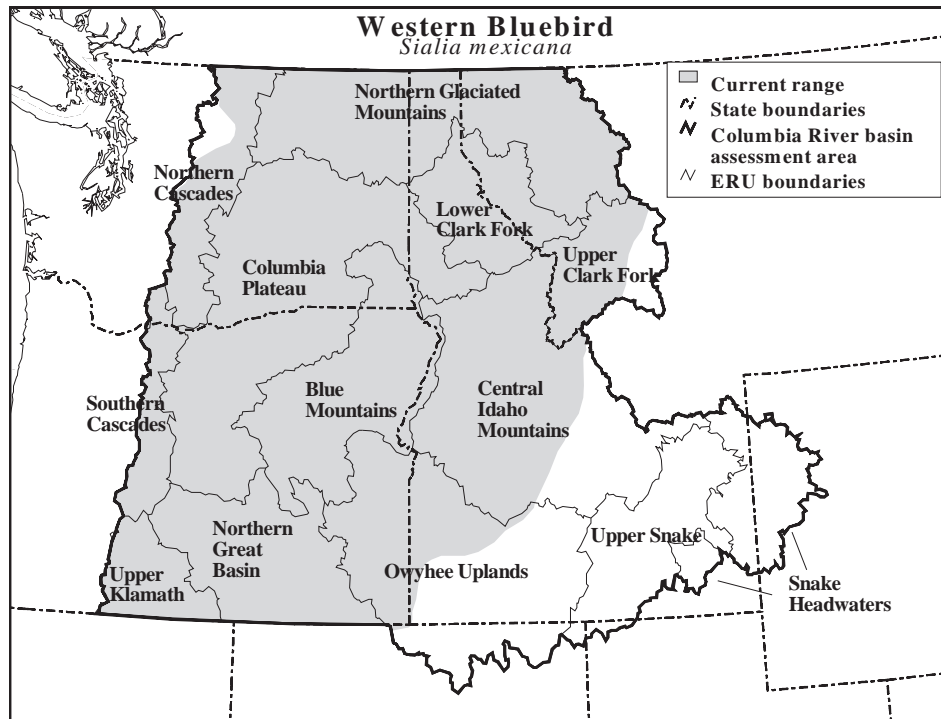 Western Bluebird
Sialia mexicana
Current range
State boundaries
Columbia River basin
assessment area
ERU boundaries
Northern Glaciated
Mountains
Northern
Cascades
Lower
Clark Fork
Upper
Clark Fork
Columbia
Plateau
Southern
Cascades
Blue
Mountains
Central
Idaho
Mountains
Northern
Great
Basin
Upper Snake
Owyhee Uplands
Upper
Klamath
Snake
Headwaters